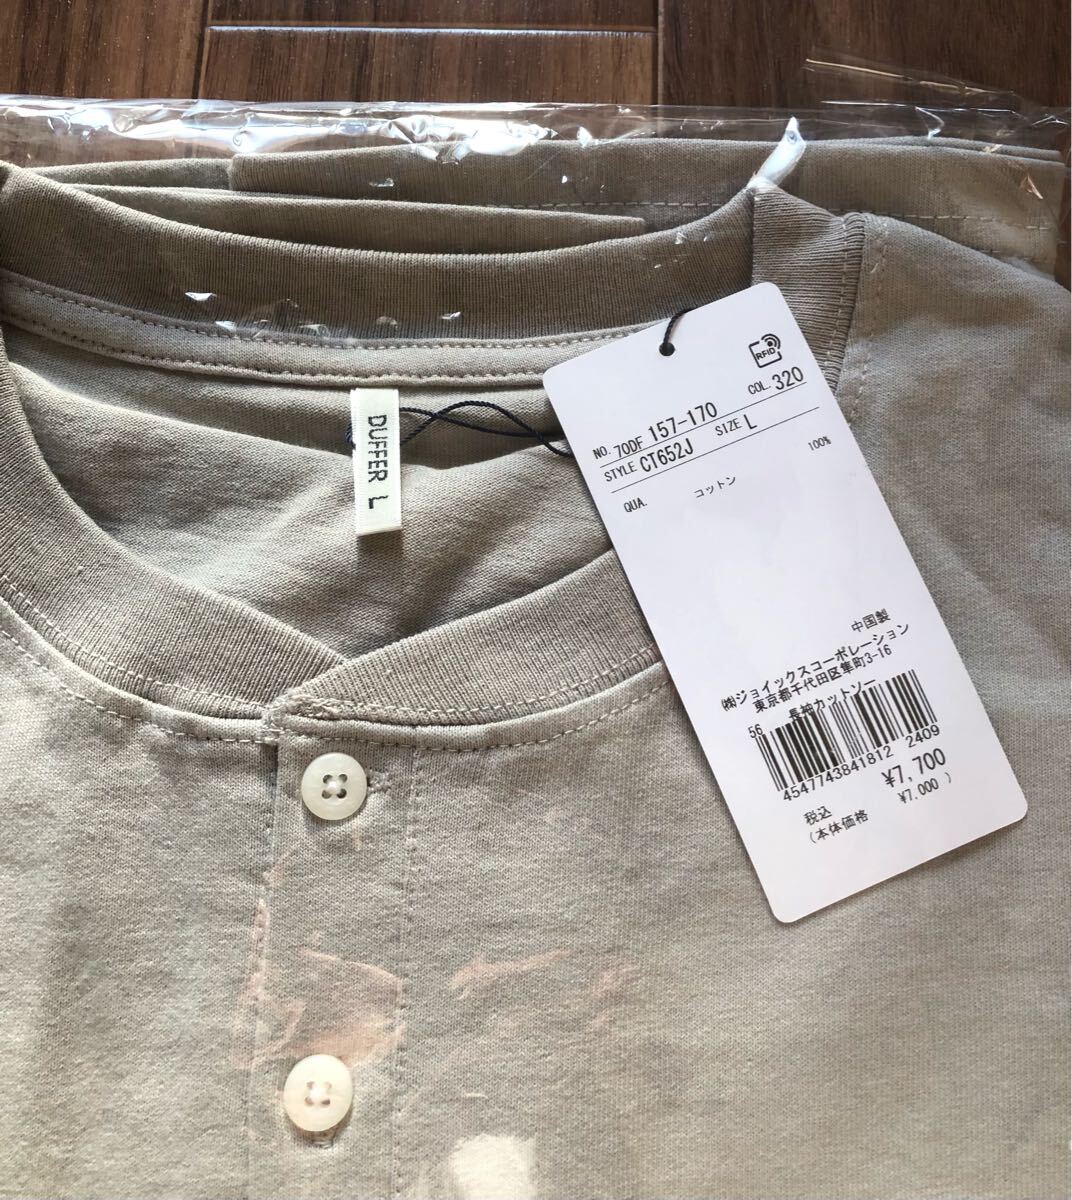 DUFFER L
RFID
NO. 70DF 157-170 COL. 320
STYLE CT652J SIZE L
QUA. コットン 100%
中国製
㈱ジョイックスコーポレーション
東京都千代田区隼町3-16
長袖カットソー
56
4547743841812 2409
¥7,700
税込 ¥7,000 )
(本体価格